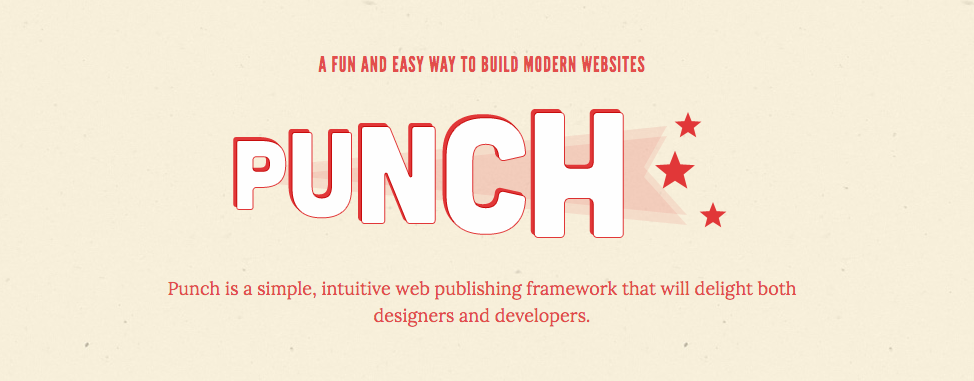 A FUN AND EASY WAY TO BUILD MODERN WEBSITES
PUNCH
Punch is a simple, intuitive web publishing framework that will delight both
designers and developers.